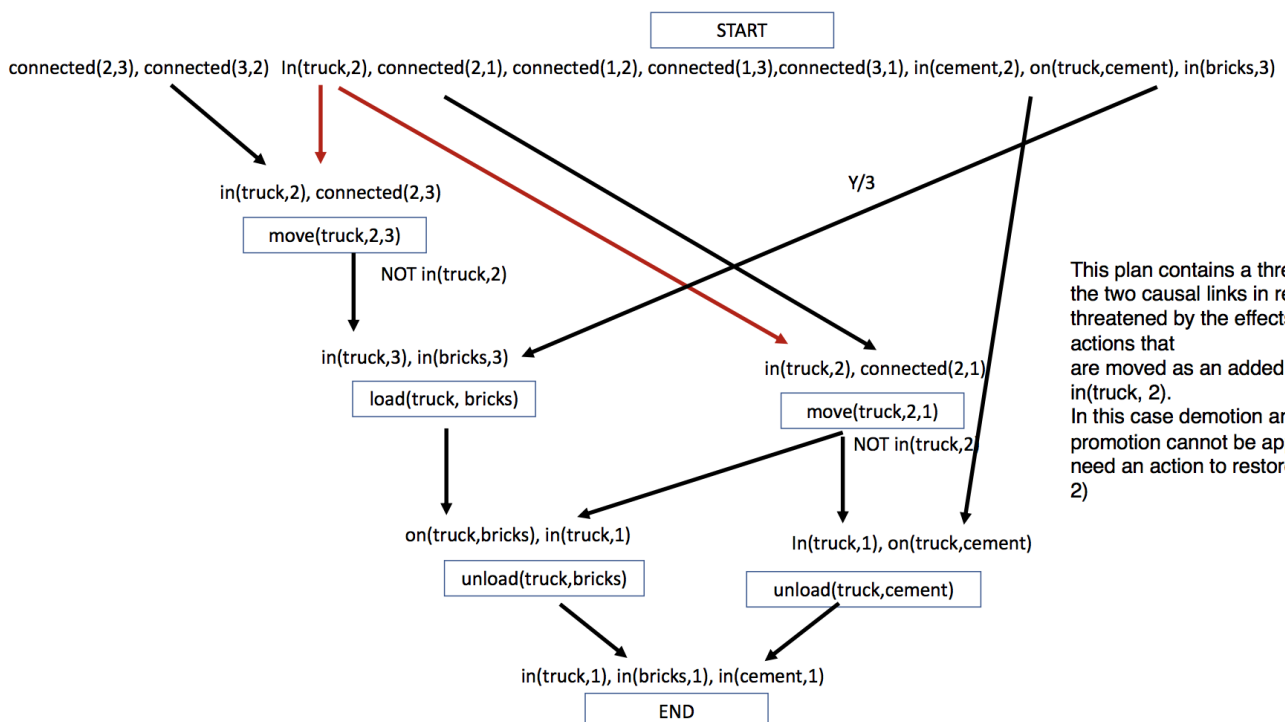 START
connected(2,3), connected(3,2) In(truck,2), connected(2,1), connected(1,2), connected(1,3),connected(3,1), in(cement,2), on(truck,cement), in(bricks,3)
Y/3
in(truck,2), connected(2,3)
move(truck,2,3)
NOT in(truck,2)
in(truck,3), in(bricks,3)
load(truck, bricks)
in(truck,2), connected(2,1)
move(truck,2,1)
NOT in(truck,2)
This plan contains a
the two causal links in
threatened by the
actions that
are moved as an added
in(truck, 2).
In this case demotion
promotion cannot be
need an action to
2)
on(truck,bricks), in(truck,1)
unload(truck,bricks)
In(truck,1), on(truck,cement)
unload(truck,cement)
in(truck,1), in(bricks,1), in(cement,1)
END